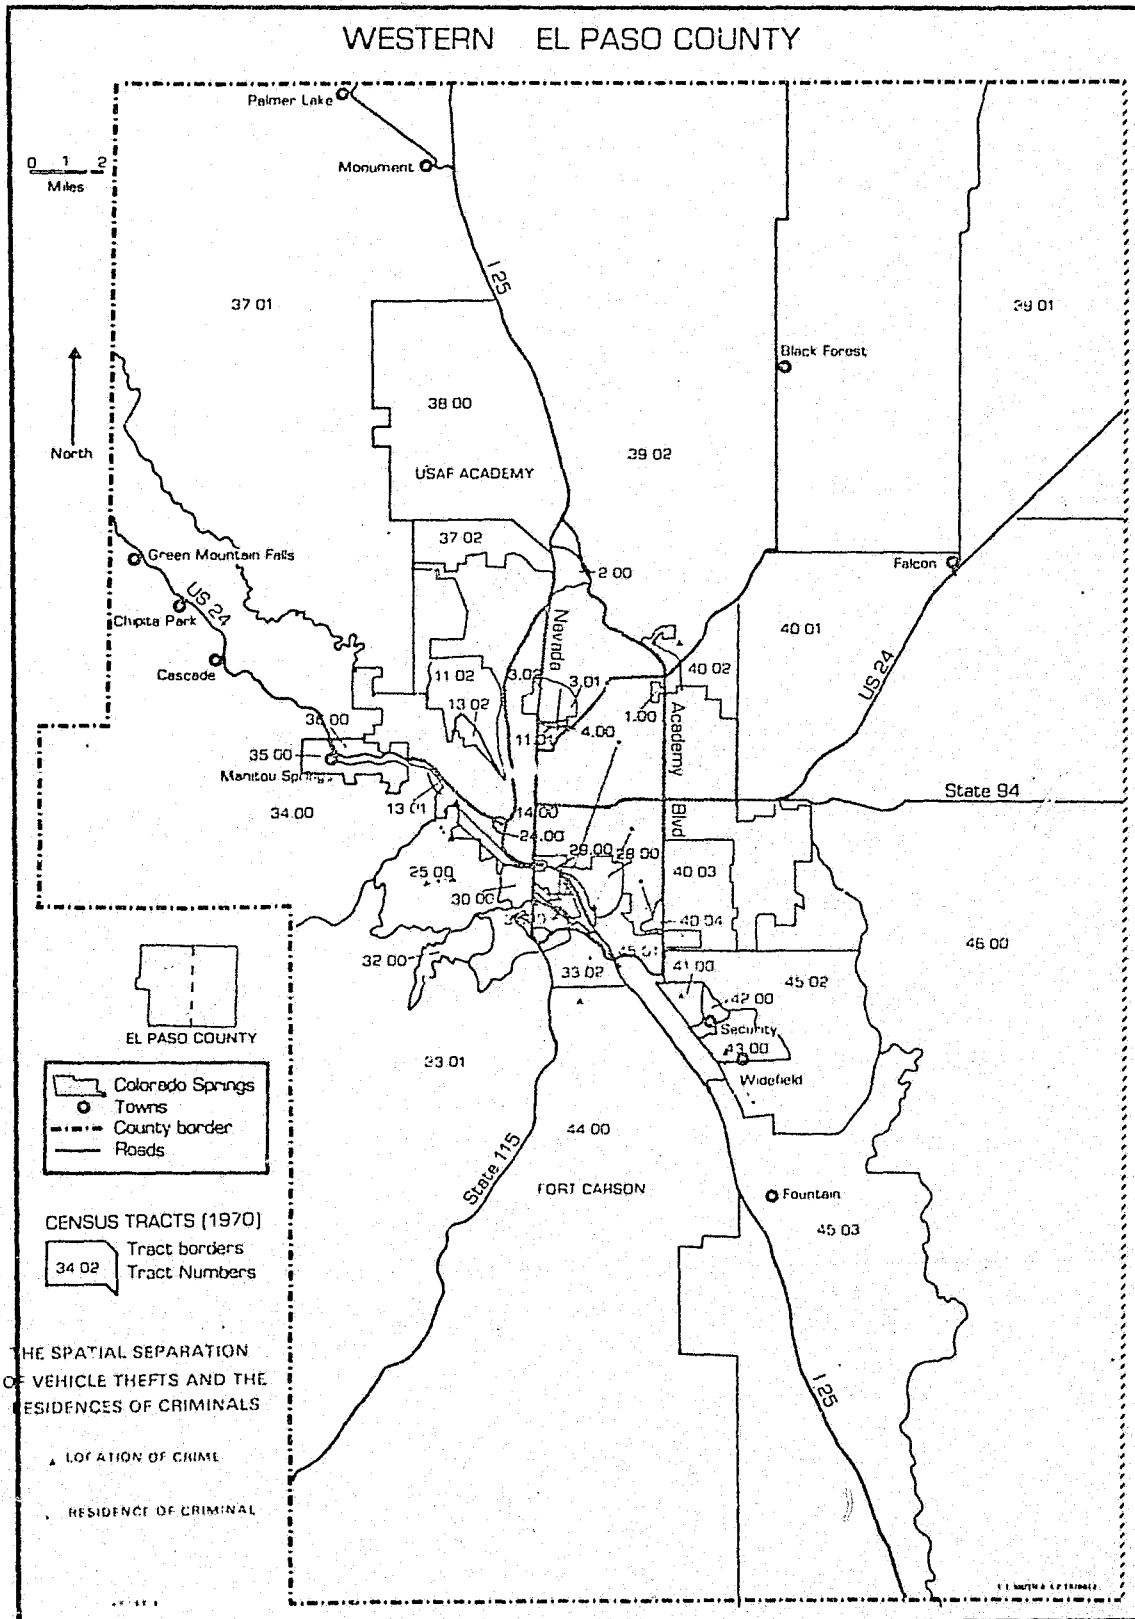 WESTERN EL PASO COUNTY
Palmer Lake
0 1 2
Miles
Monument
I 25
37 01
39 01
Black Forest
38 00
North
USAF ACADEMY
39 02
37 02
Green Mountain Falls
2 00
Falcon
US 24
Chipita Park
Nevada
40 01
Cascade
11 02
3.02
3.01
40 02
US 24
13 02
1.00
36 00
11 01
4.00
Academy
35 00
Manitou Springs
State 94
34.00
13 01
14 00
Blvd
24.00
29.00
28 00
25 00
40 03
30 00
40 04
46 00
32 00
45 01
33 02
41 00
45 02
42 00
EL PASO COUNTY
Security
33 01
43 00
Widefield
Colorado Springs
Towns
County border
Roads
44 00
State 115
FORT CARSON
Fountain
45 03
CENSUS TRACTS (1970)
Tract borders
34 02
Tract Numbers
THE SPATIAL SEPARATION
OF VEHICLE THEFTS AND THE
RESIDENCES OF CRIMINALS
I 25
LOCATION OF CRIME
RESIDENCE OF CRIMINAL